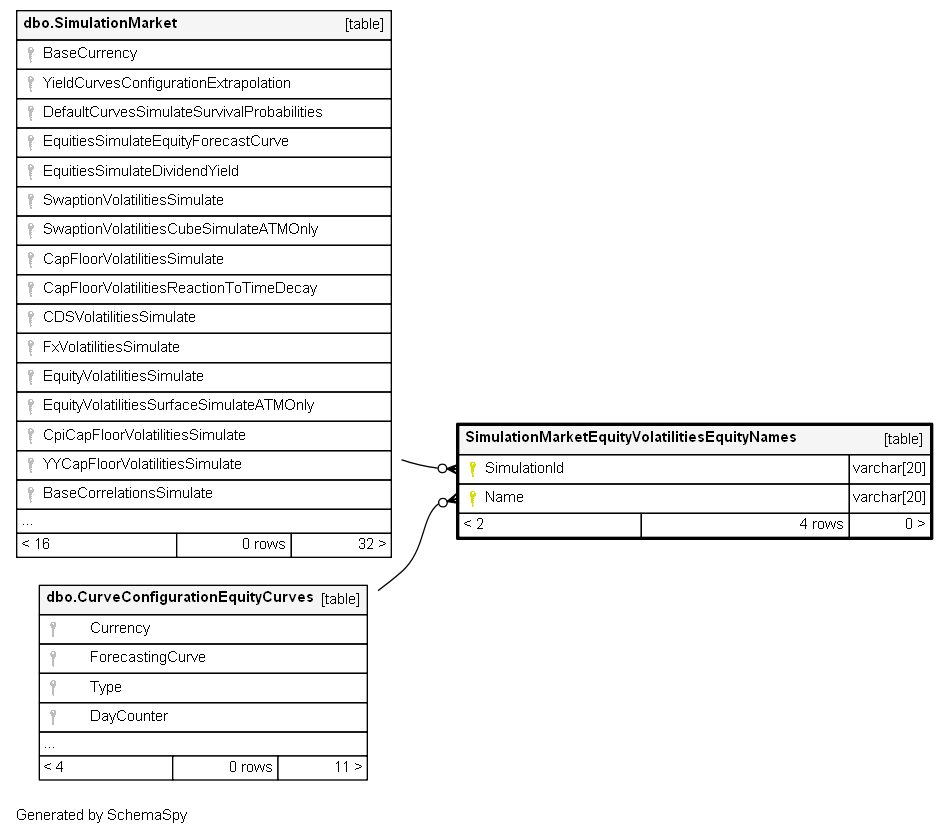 dbo.SimulationMarket [table]
BaseCurrency
YieldCurvesConfigurationExtrapolation
DefaultCurvesSimulateSurvivalProbabilities
EquitiesSimulateEquityForecastCurve
EquitiesSimulateDividendYield
SwaptionVolatilitiesSimulate
SwaptionVolatilitiesCubeSimulateATMOnly
CapFloorVolatilitiesSimulate
CapFloorVolatilitiesReactionToTimeDecay
CDSVolatilitiesSimulate
FxVolatilitiesSimulate
EquityVolatilitiesSimulate
EquityVolatilitiesSurfaceSimulateATMOnly
CpiCapFloorVolatilitiesSimulate
YYCapFloorVolatilitiesSimulate
BaseCorrelationsSimulate
...
< 16 0 rows 32 >
SimulationMarketEquityVolatilitiesEquityNames [table]
SimulationId varchar[20]
Name varchar[20]
< 2 4 rows 0 >
dbo.CurveConfigurationEquityCurves [table]
Currency
ForecastingCurve
Type
DayCounter
...
< 4 0 rows 11 >
Generated by SchemaSpy